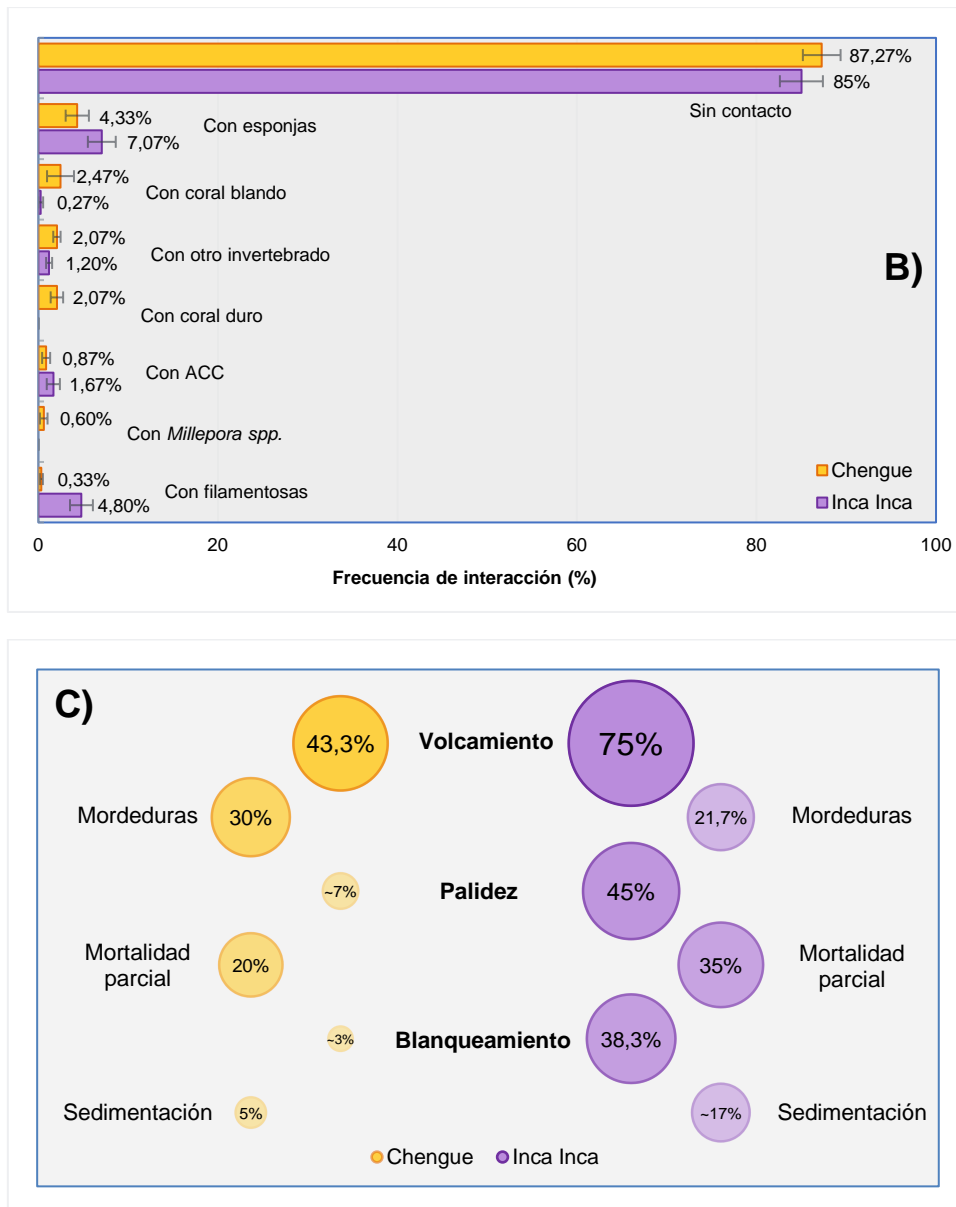 87,27%
85%
Sin contacto
4,33%
Con esponjas
7,07%
2,47%
Con coral blando
0,27%
2,07%
Con otro invertebrado
1,20%
B)
2,07%
Con coral duro
0,87%
Con ACC
1,67%
0,60%
Con Millepora spp.
0,33%
Con filamentosas
4,80%
Chengue
Inca Inca
0 20 40 60 80 100
Frecuencia de interacción (%)
C)
43,3% Volcamiento 75%
Mordeduras 30% 21,7% Mordeduras
~7% Palidez 45%
Mortalidad
parcial
20% 35%
Mortalidad
parcial
~3% Blanqueamiento 38,3%
Sedimentación 5% ~17% Sedimentación
Chengue Inca Inca